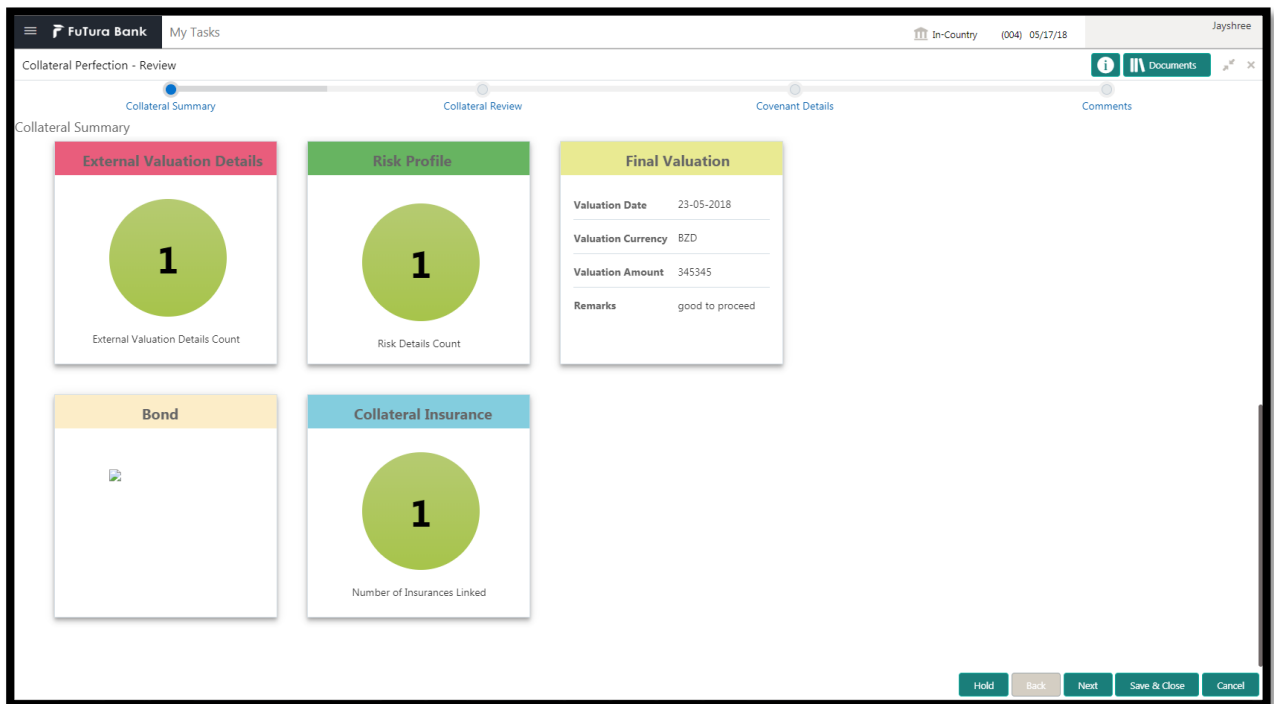 FuTura Bank My Tasks In-Country (004) 05/17/18 Jayshree
Collateral Perfection - Review i Documents
Collateral Summary Collateral Review Covenant Details Comments
Collateral Summary
External Valuation Details
1
External Valuation Details Count
Risk Profile
1
Risk Details Count
Final Valuation
Valuation Date 23-05-2018
Valuation Currency BZD
Valuation Amount 345345
Remarks good to proceed
Bond
Collateral Insurance
1
Number of Insurances Linked
Hold Back Next Save & Close Cancel